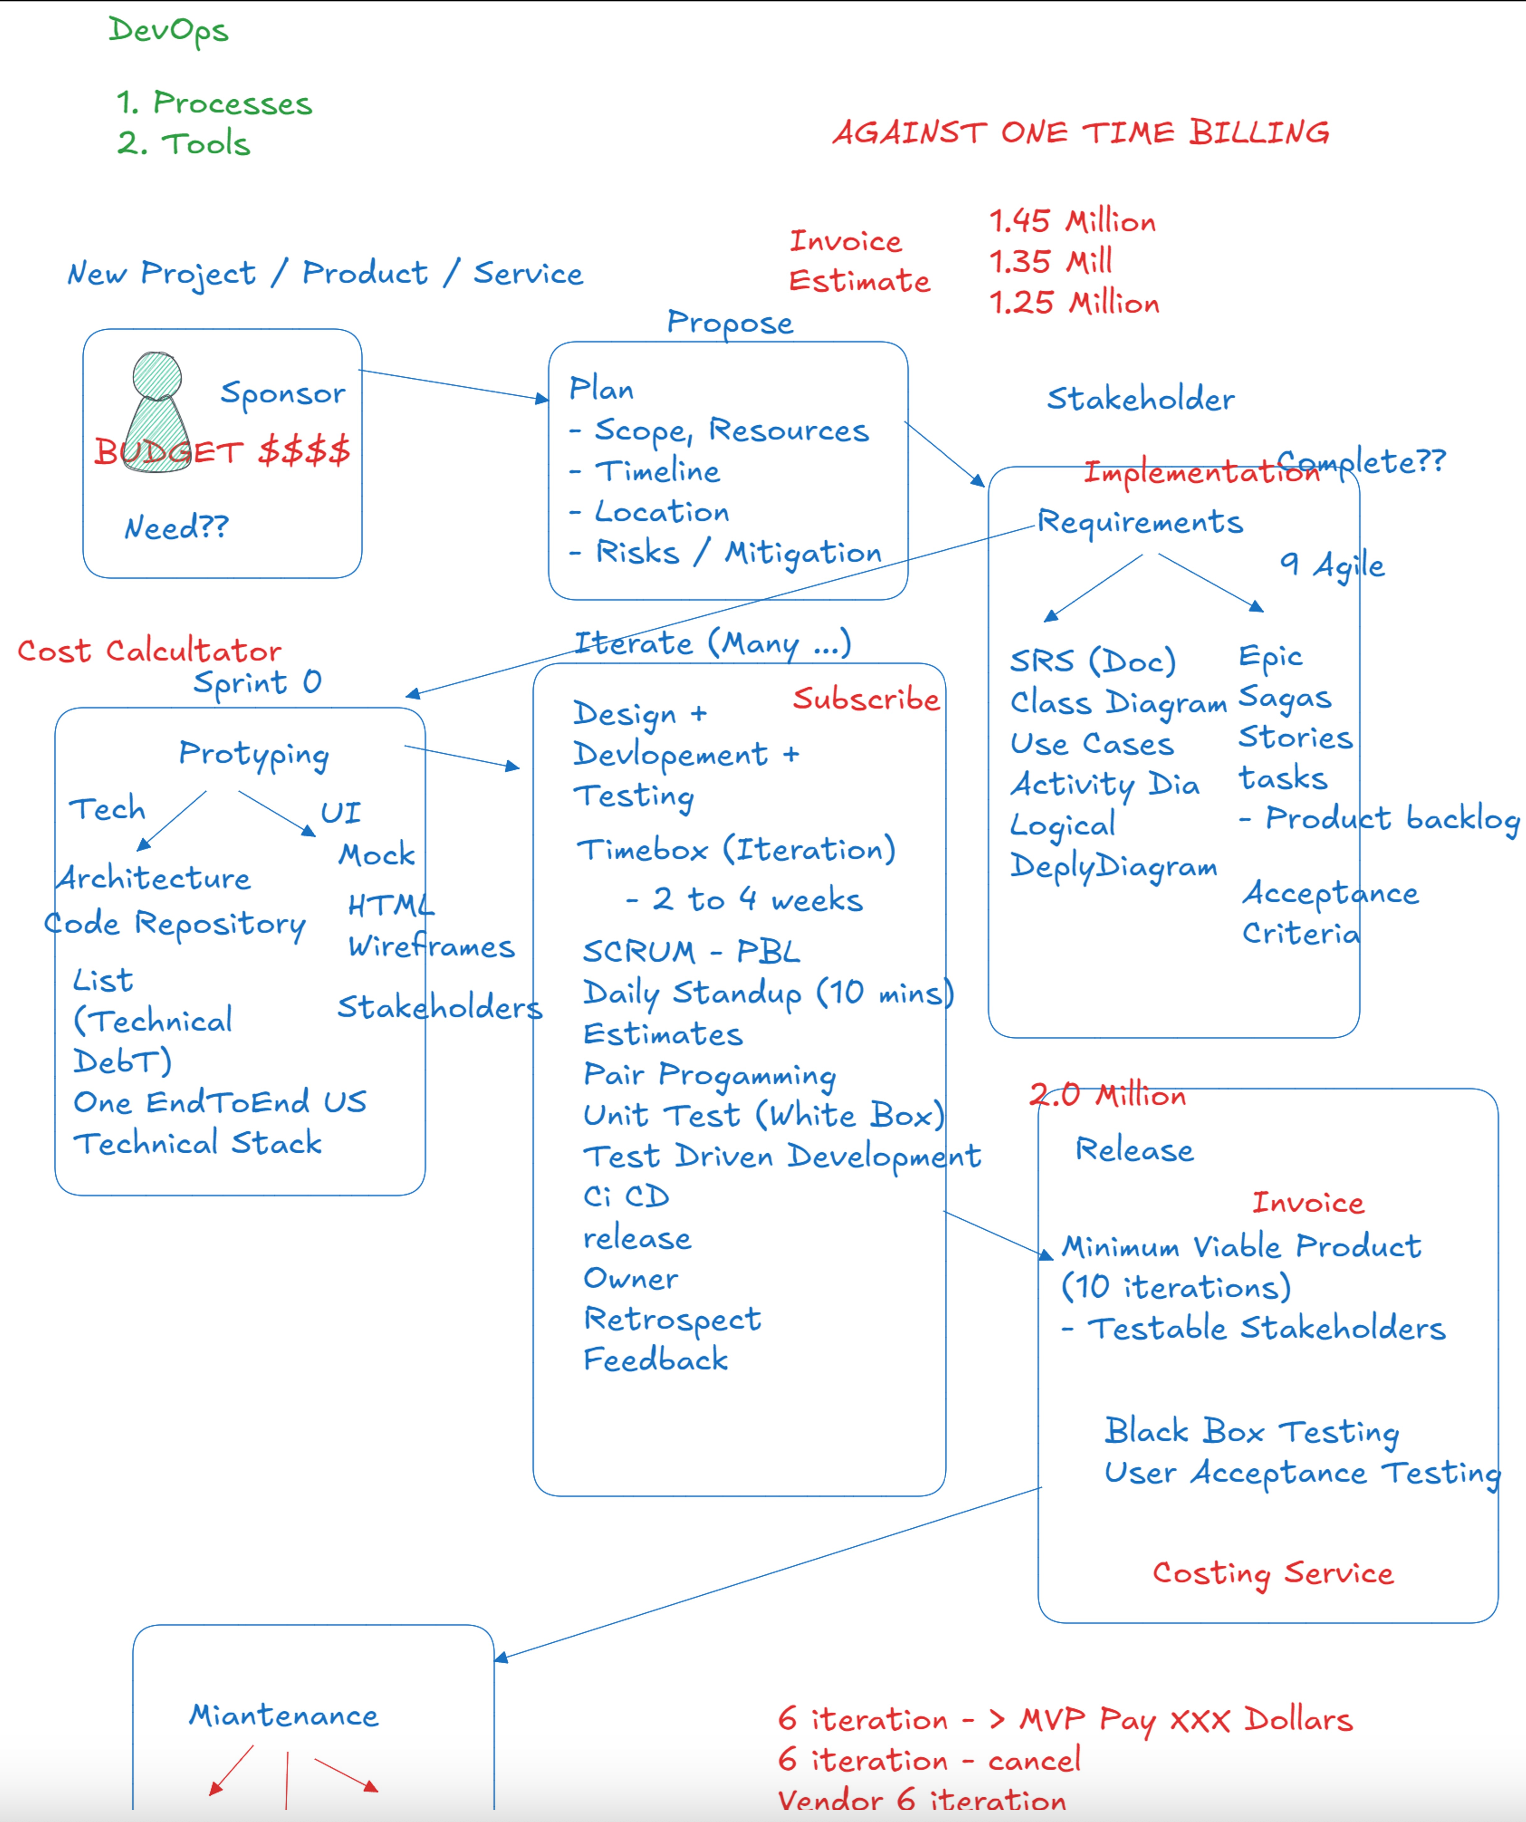 DevOps
1. Processes
2. Tools
AGAINST ONE TIME BILLING
Invoice
Estimate
1.45 Million
1.35 Mill
1.25 Million
New Project / Product / Service
Sponsor
BUDGET $$$$
Need??
Propose
Plan
- Scope, Resources
- Timeline
- Location
- Risks / Mitigation
Stakeholder
Complete??
Implementation
Requirements
9 Agile
SRS (Doc)
Class Diagram
Use Cases
Activity Dia
Logical
DeplyDiagram
Epic
Sagas
Stories
tasks
- Product backlog
Acceptance
Criteria
Cost Calcultator
Sprint 0
Protyping
Tech
Architecture
Code Repository
List
(Technical
DebT)
One EndToEnd US
Technical Stack
UI
Mock
HTML
Wireframes
Stakeholders
Iterate (Many ...)
Subscribe
Design +
Devlopement +
Testing
Timebox (Iteration)
- 2 to 4 weeks
SCRUM - PBL
Daily Standup (10 mins)
Estimates
Pair Progamming
Unit Test (White Box)
Test Driven Development
Ci CD
release
Owner
Retrospect
Feedback
2.0 Million
Release
Invoice
Minimum Viable Product
(10 iterations)
- Testable Stakeholders
Black Box Testing
User Acceptance Testing
Costing Service
Miantenance
6 iteration - > MVP Pay XXX Dollars
6 iteration - cancel
Vendor 6 iteration